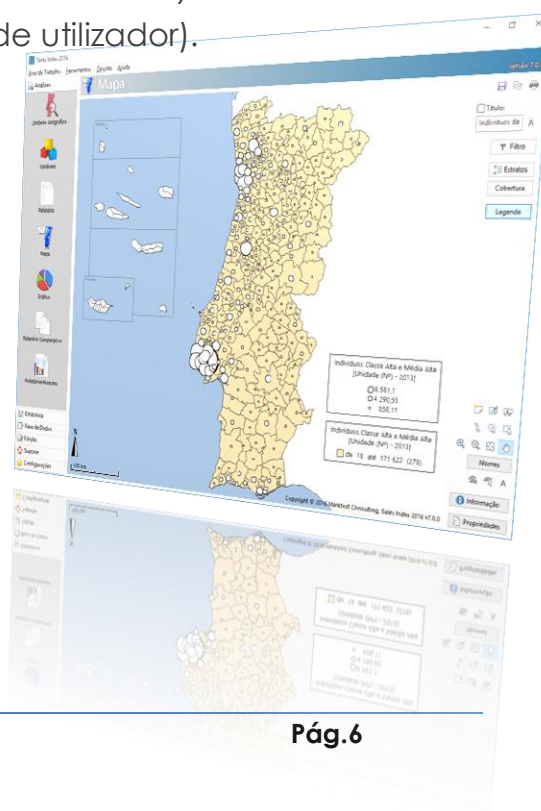 de utilizador).
Sales Index 2016
Área de Trabalho Ferramentas Janelas Ajuda
Análises
Mapa
Versão 7.0.
Unidade Geográfica
Variáveis
Relatório
Mapa
Gráfico
Relatório Comparativo
Relatório Resumo
Estatística
Base de Dados
Edição
Suporte
Configurações
Título:
Indivíduos da
A
Filtro
Estratos
Cobertura
Legenda
Indivíduos Classe Alta e Média Alta
[Unidade (Nº) - 2013]
8 581,1
4 290,55
858,11
Indivíduos Classe Alta e Média Alta
[Unidade (Nº) - 2013]
de 16 até 171 622 (278)
Nomes
Informação
Propriedades
N
100 km
Copyright © 2016 Marktest Consulting, Sales Index 2016 v7.0.0
Pág.6